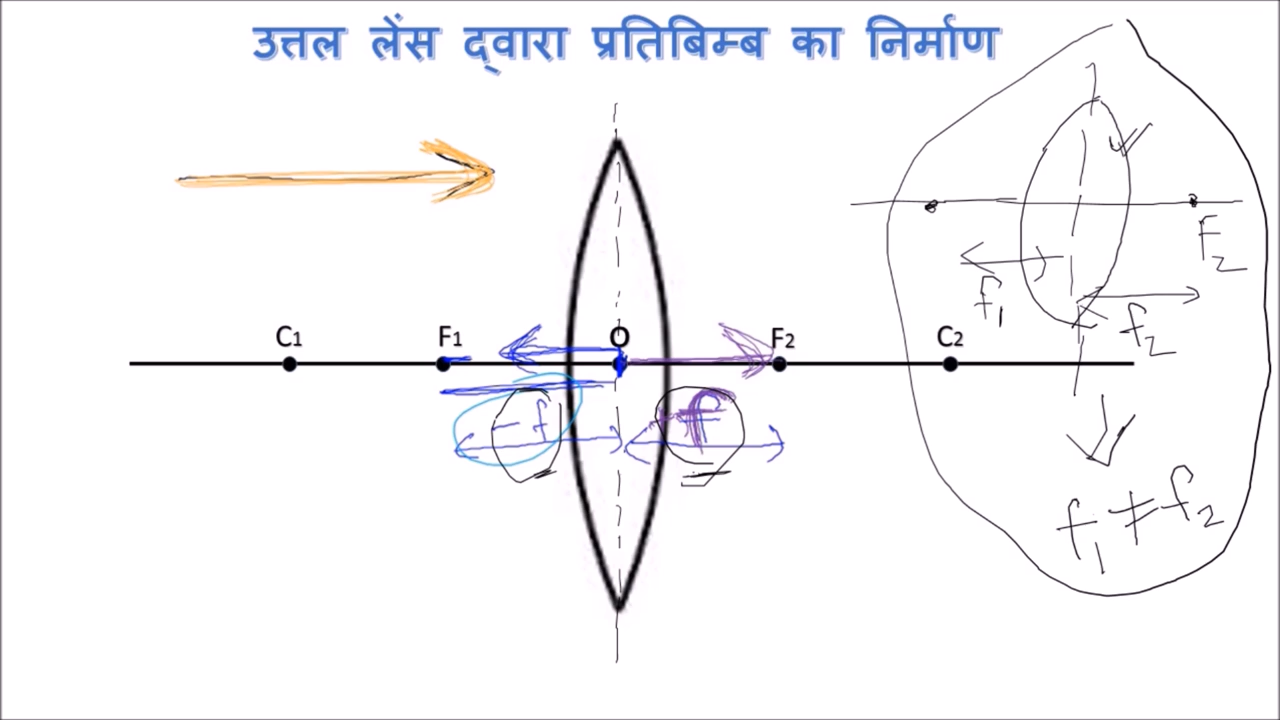 उत्तल लेंस द्वारा प्रतिबिम्ब का निर्माण
C1 F1 O F2 C2
-f +f
F2
f1 f2
f1 ≠ f2